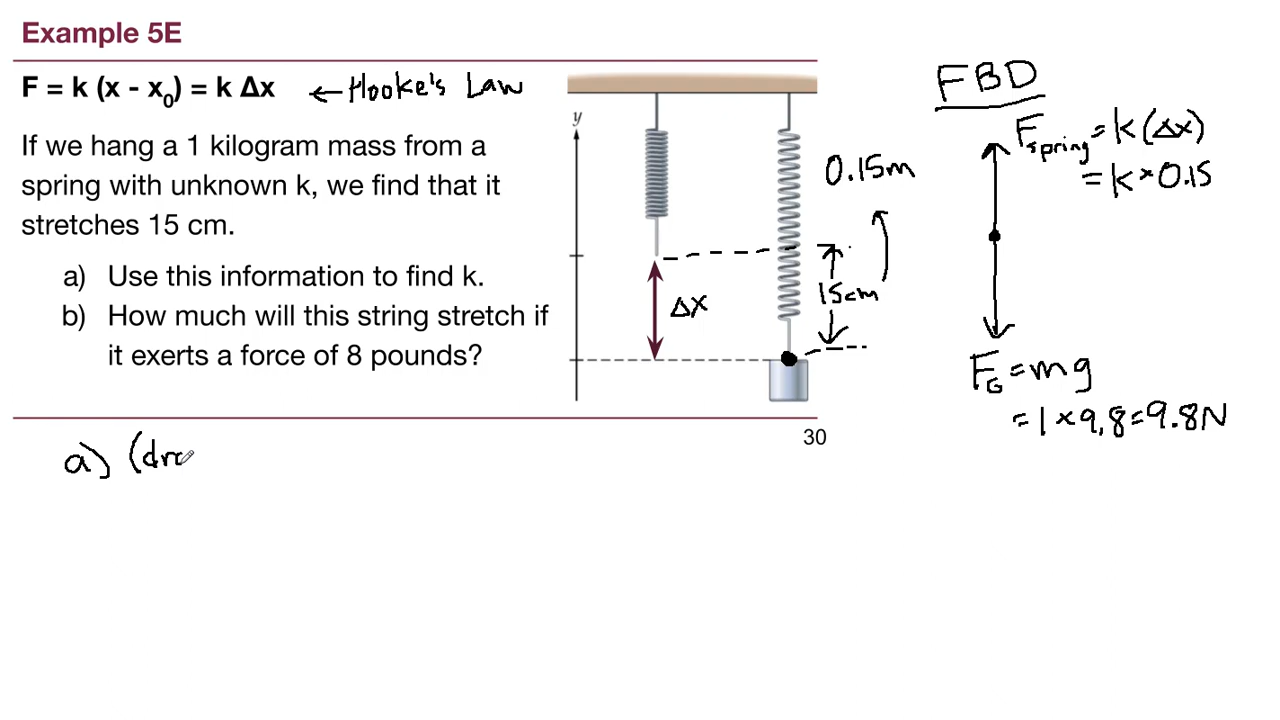 Example 5E
F = k (x - x₀) = k Δx ← Hooke's Law
If we hang a 1 kilogram mass from a
spring with unknown k, we find that it
stretches 15 cm.
a) Use this information to find k.
b) How much will this string stretch if
it exerts a force of 8 pounds?
y
Δx
0.15m
15cm
30
FBD
Fspring = k(Δx)
= k * 0.15
FG = mg
= 1 × 9.8 = 9.8N
a) (dra